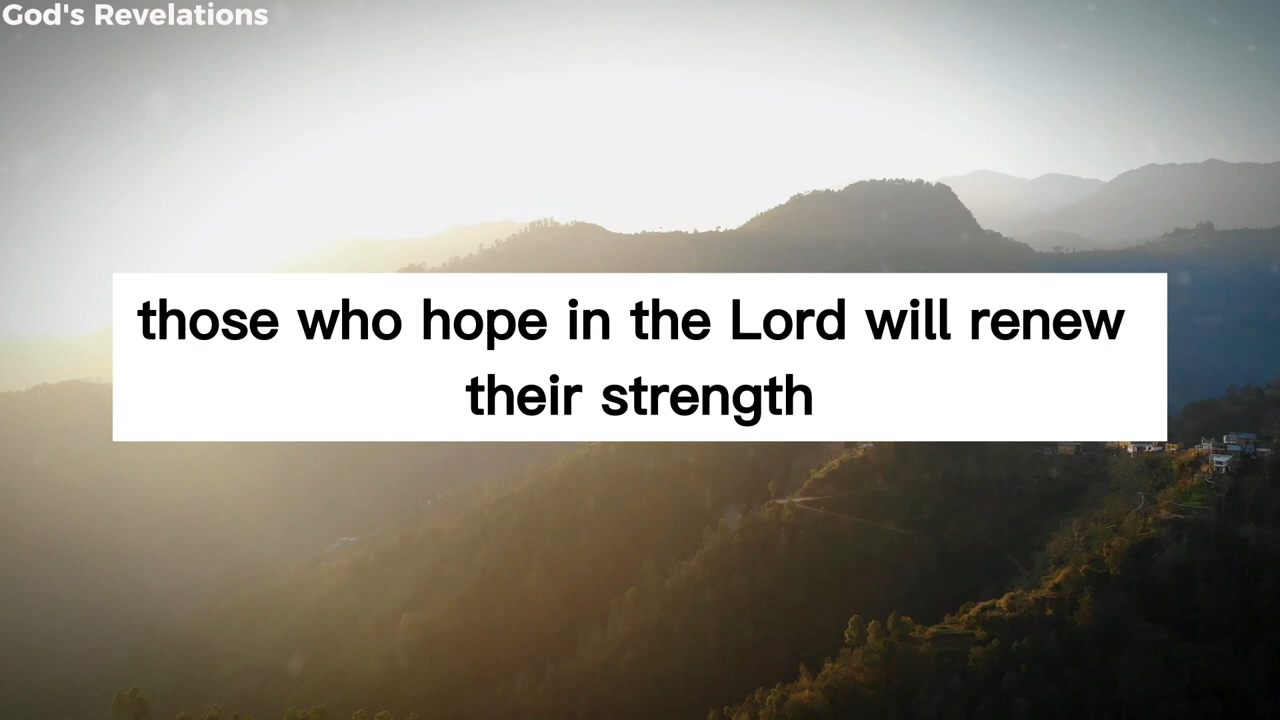 God's Revelations
those who hope in the Lord will renew
their strength